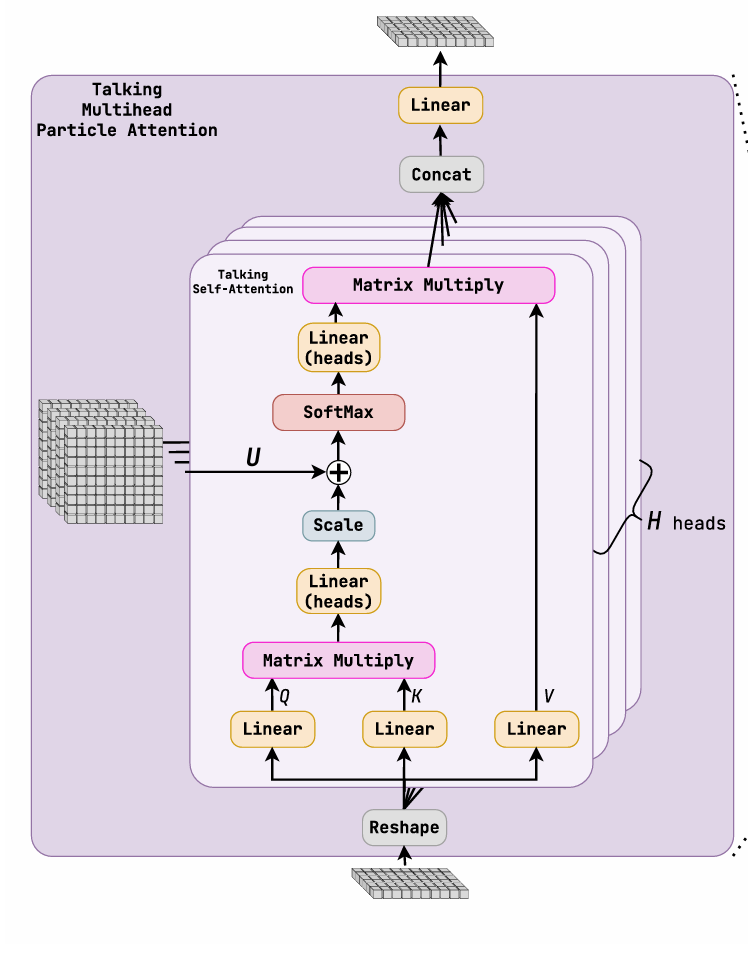 Talking
Multihead
Particle Attention
Linear
Concat
Talking
Self-Attention
Matrix Multiply
Linear
(heads)
SoftMax
U
Scale
H heads
Linear
(heads)
Matrix Multiply
Q
K
V
Linear
Linear
Linear
Reshape